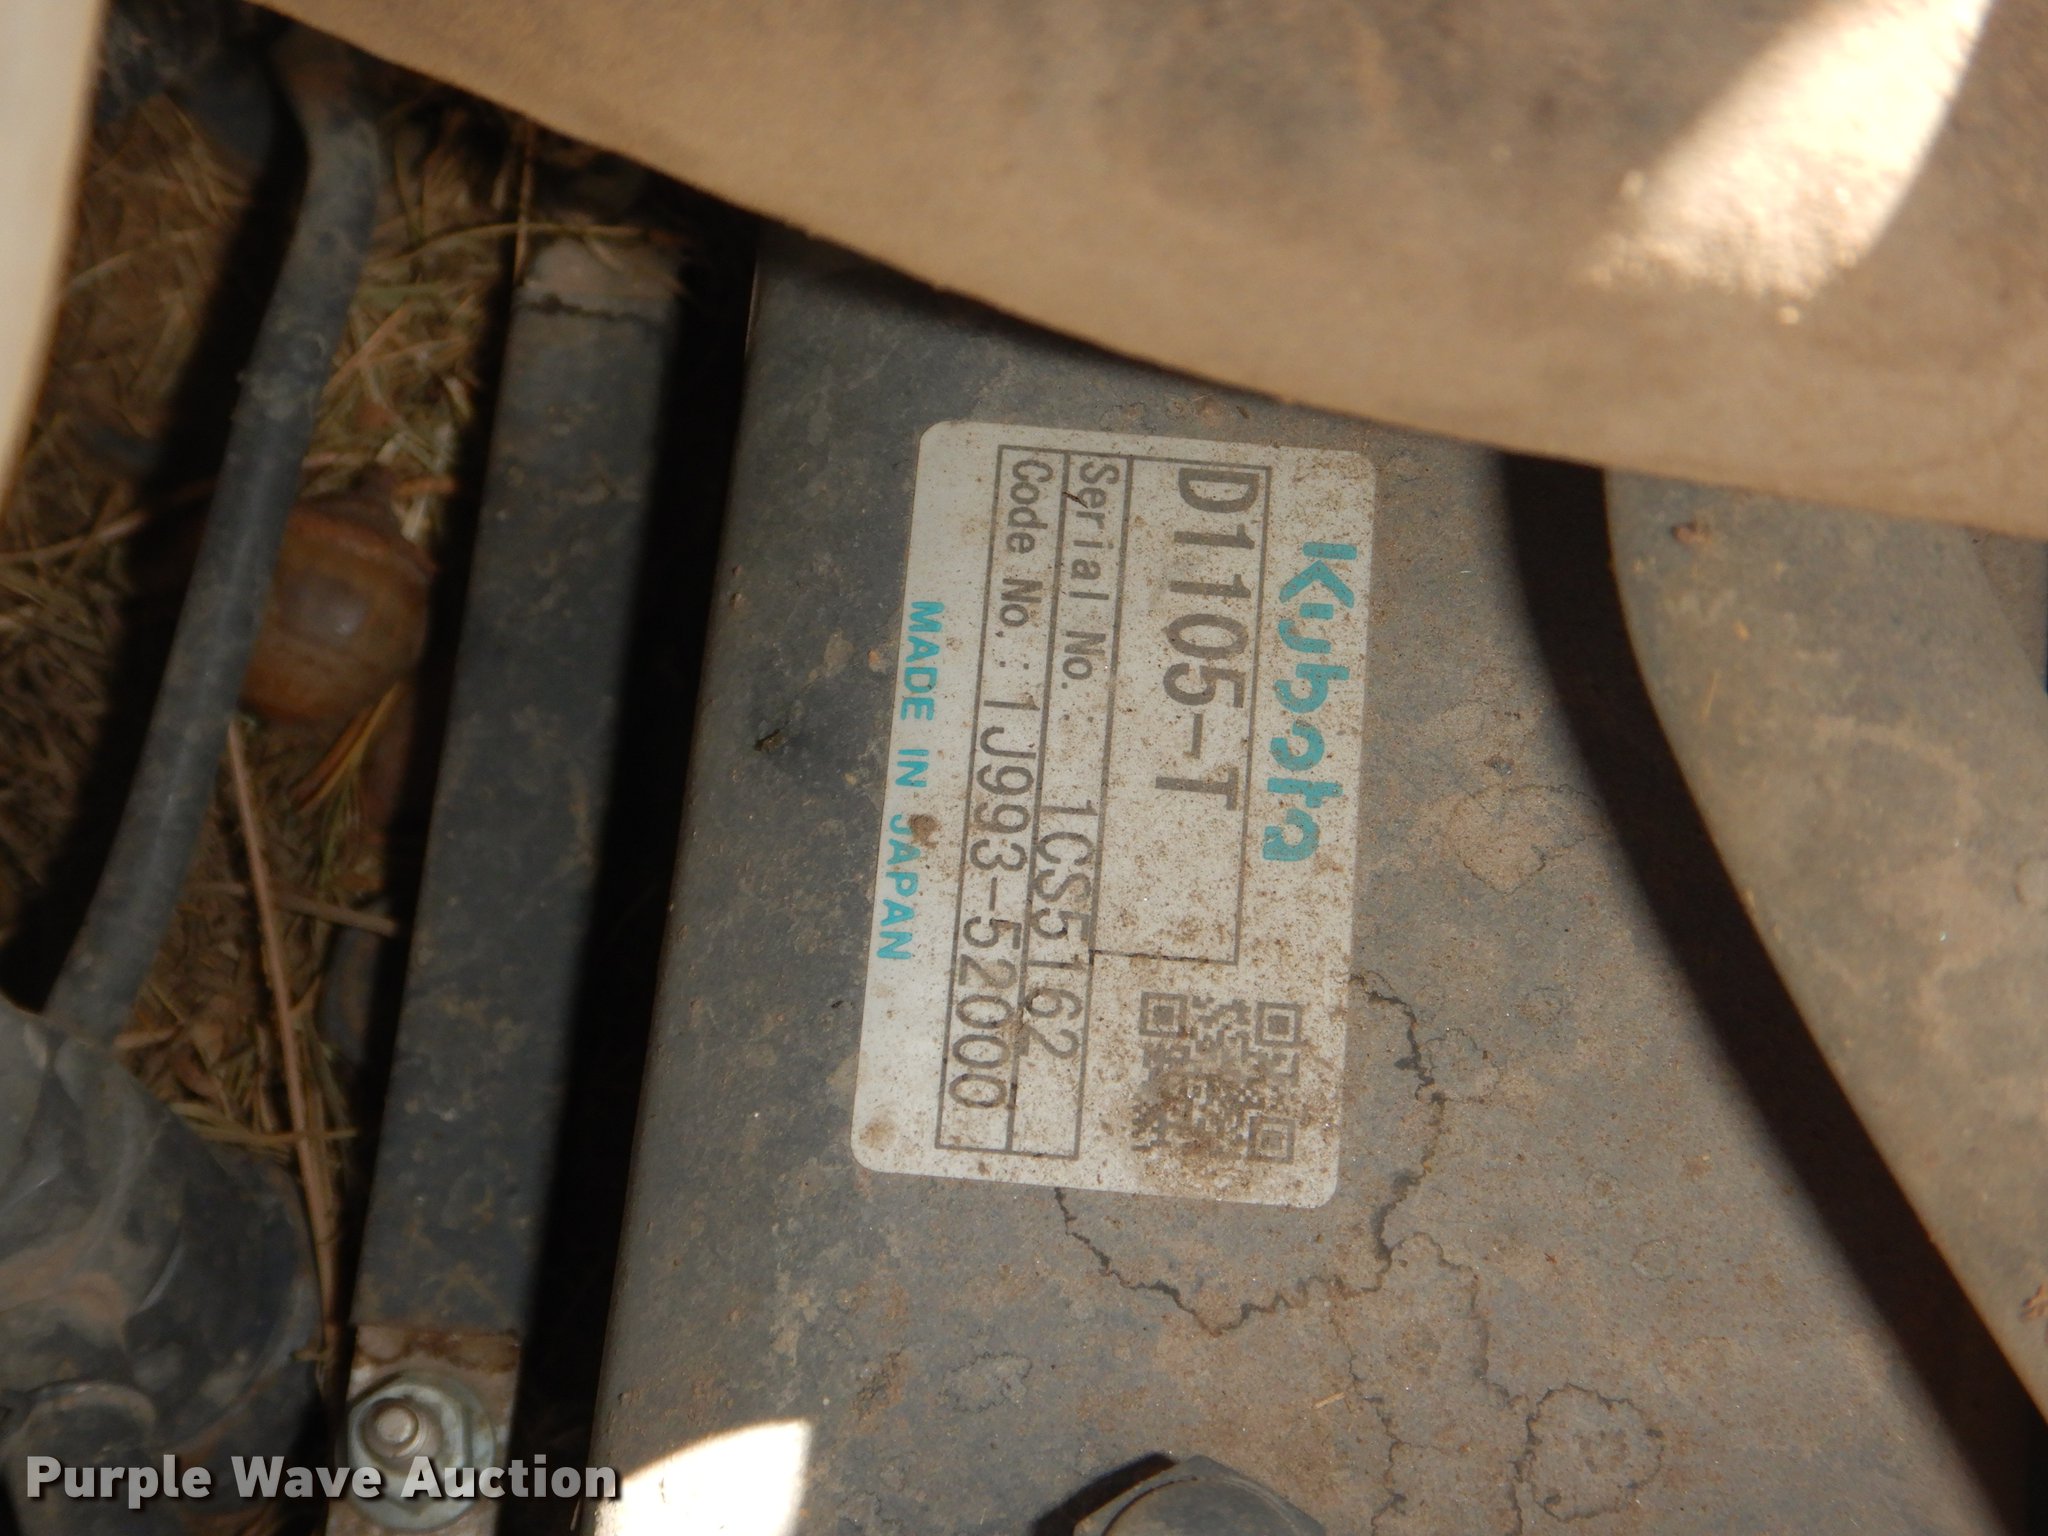 Kubota
D1105-T
Serial No. 1CS5162
Code No. : 1J993-52000
MADE IN JAPAN
Purple Wave Auction